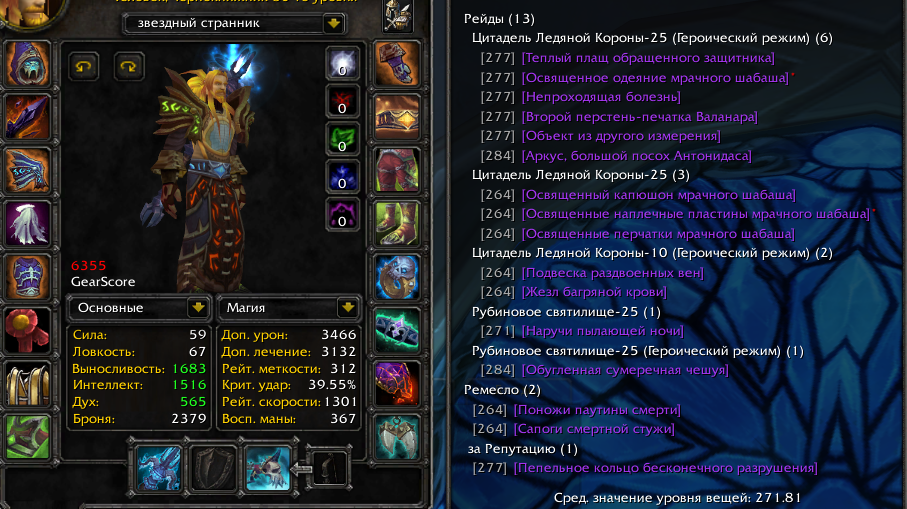 звездный странник
0
0
0
0
0
6355
GearScore
Основные
Магия
Сила: 59
Ловкость: 67
Выносливость: 1683
Интеллект: 1516
Дух: 565
Броня: 2379
Доп. урон: 3466
Доп. лечение: 3132
Рейт. меткости: 312
Крит. удар: 39.55%
Рейт. скорости: 1301
Восп. маны: 367
Рейды (13)
Цитадель Ледяной Короны-25 (Героический режим) (6)
[277] [Теплый плащ обращенного защитника]
[277] [Освященное одеяние мрачного шабаша]*
[277] [Непроходящая болезнь]
[277] [Второй перстень-печатка Валанара]
[277] [Объект из другого измерения]
[284] [Аркус, большой посох Антонидаса]
Цитадель Ледяной Короны-25 (3)
[264] [Освященный капюшон мрачного шабаша]
[264] [Освященные наплечные пластины мрачного шабаша]*
[264] [Освященные перчатки мрачного шабаша]
Цитадель Ледяной Короны-10 (Героический режим) (2)
[264] [Подвеска раздвоенных вен]
[264] [Жезл багряной крови]
Рубиновое святилище-25 (1)
[271] [Наручи пылающей ночи]
Рубиновое святилище-25 (Героический режим) (1)
[284] [Обугленная сумеречная чешуя]
Ремесло (2)
[264] [Поножи паутины смерти]
[264] [Сапоги смертной стужи]
за Репутацию (1)
[277] [Пепельное кольцо бесконечного разрушения]
Сред. значение уровня вещей: 271.81